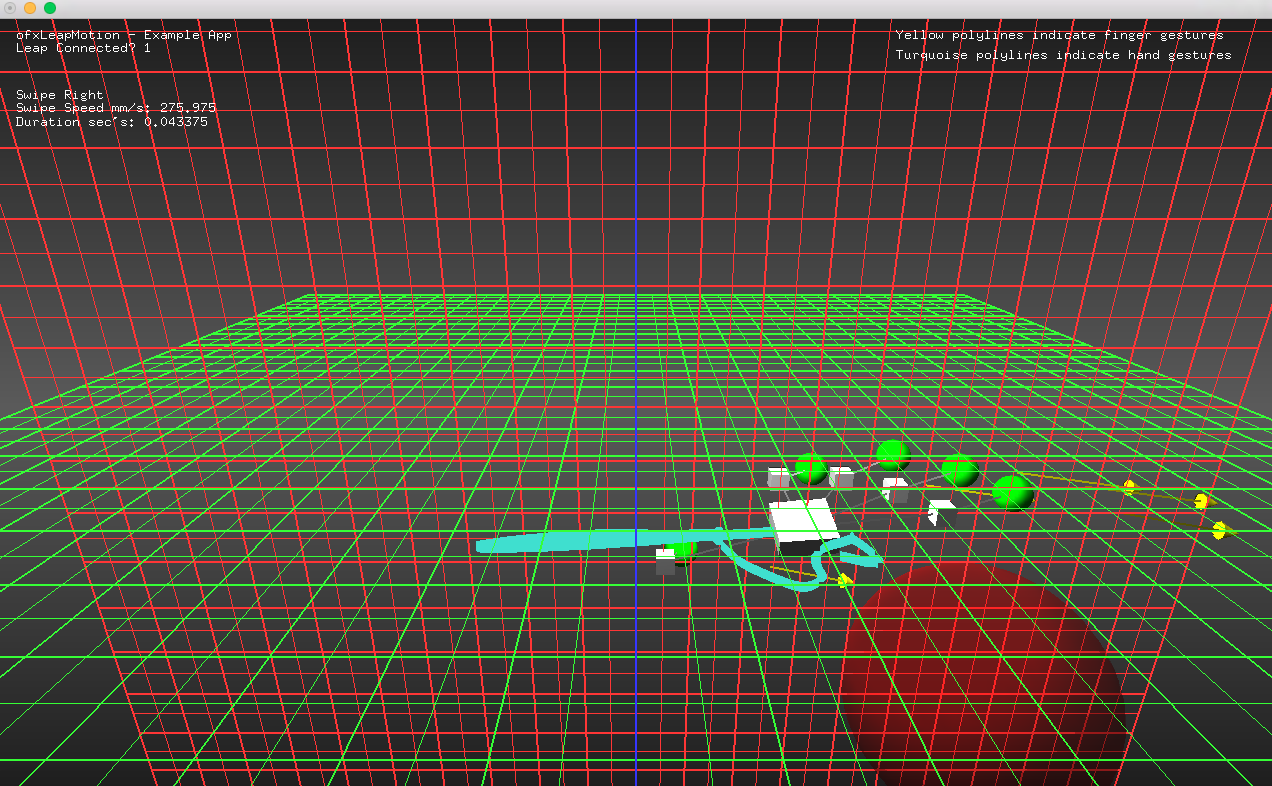 ofxLeapMotion - Example App
Leap Connected? 1
Yellow polylines indicate finger gestures
Turquoise polylines indicate hand gestures
Swipe Right
Swipe Speed mm/s: 275.975
Duration sec's: 0.043375